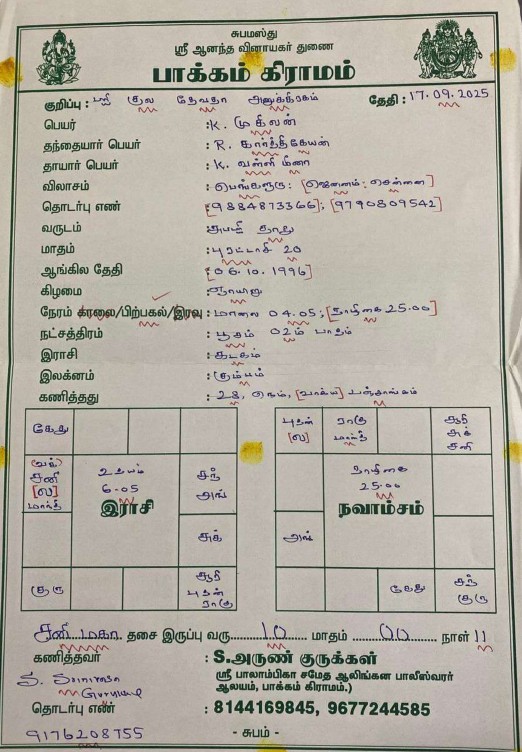 சுபமஸ்து
ஸ்ரீ ஆனந்த விநாயகர் துணை
பாக்கம் கிராமம்
குறிப்பு : ஸ்ரீ குல தேவதா அனுக்கிரகம் தேதி : 17.09.2025
பெயர் : K. முகிலன்
தந்தையார் பெயர் : R. கார்த்திகேயன்
தாயார் பெயர் : K. வள்ளி மீனா
விலாசம் : பெங்களூரு: [ஜெனனம்: சென்னை]
தொடர்பு எண் : [9884873366]; [9790809542]
வருடம் : தாது
மாதம் : புரட்டாசி 20
ஆங்கில தேதி : [06.10.1996]
கிழமை : ஞாயிறு
நேரம் காலை/பிற்பகல்/இரவு : மாலை 04.05; [நாழிகை 25.00]
நட்சத்திரம் : பூசம் 02ம் பாதம்
இராசி : கடகம்
இலக்னம் : கும்பம்
கணித்தது : 28, நெம், [வாக்ய] பஞ்சாங்கம்
கேது
(வக்) சனி [ல] மாந்தி
உதயம் 6-05
இராசி
சந் அங்
சுக்
குரு
ஆதி புதன் ராகு
புதன் [ல]
ராகு மாந்தி
ஆதி சுக் சனி
நாழிகை 25.00
நவாம்சம்
அங்
கேது
சந் குரு
சனி மகா தசை இருப்பு வரு 10 மாதம் 00 நாள் 11
கணித்தவர் : S.அருண் குருக்கள்
S. Srinivasa
ஸ்ரீ பாலாம்பிகா சமேத ஆலிங்கன பாலீஸ்வரர்
ஆலயம், பாக்கம் கிராமம்.)
தொடர்பு எண் : 8144169845, 9677244585
9176208755
- சுபம் -